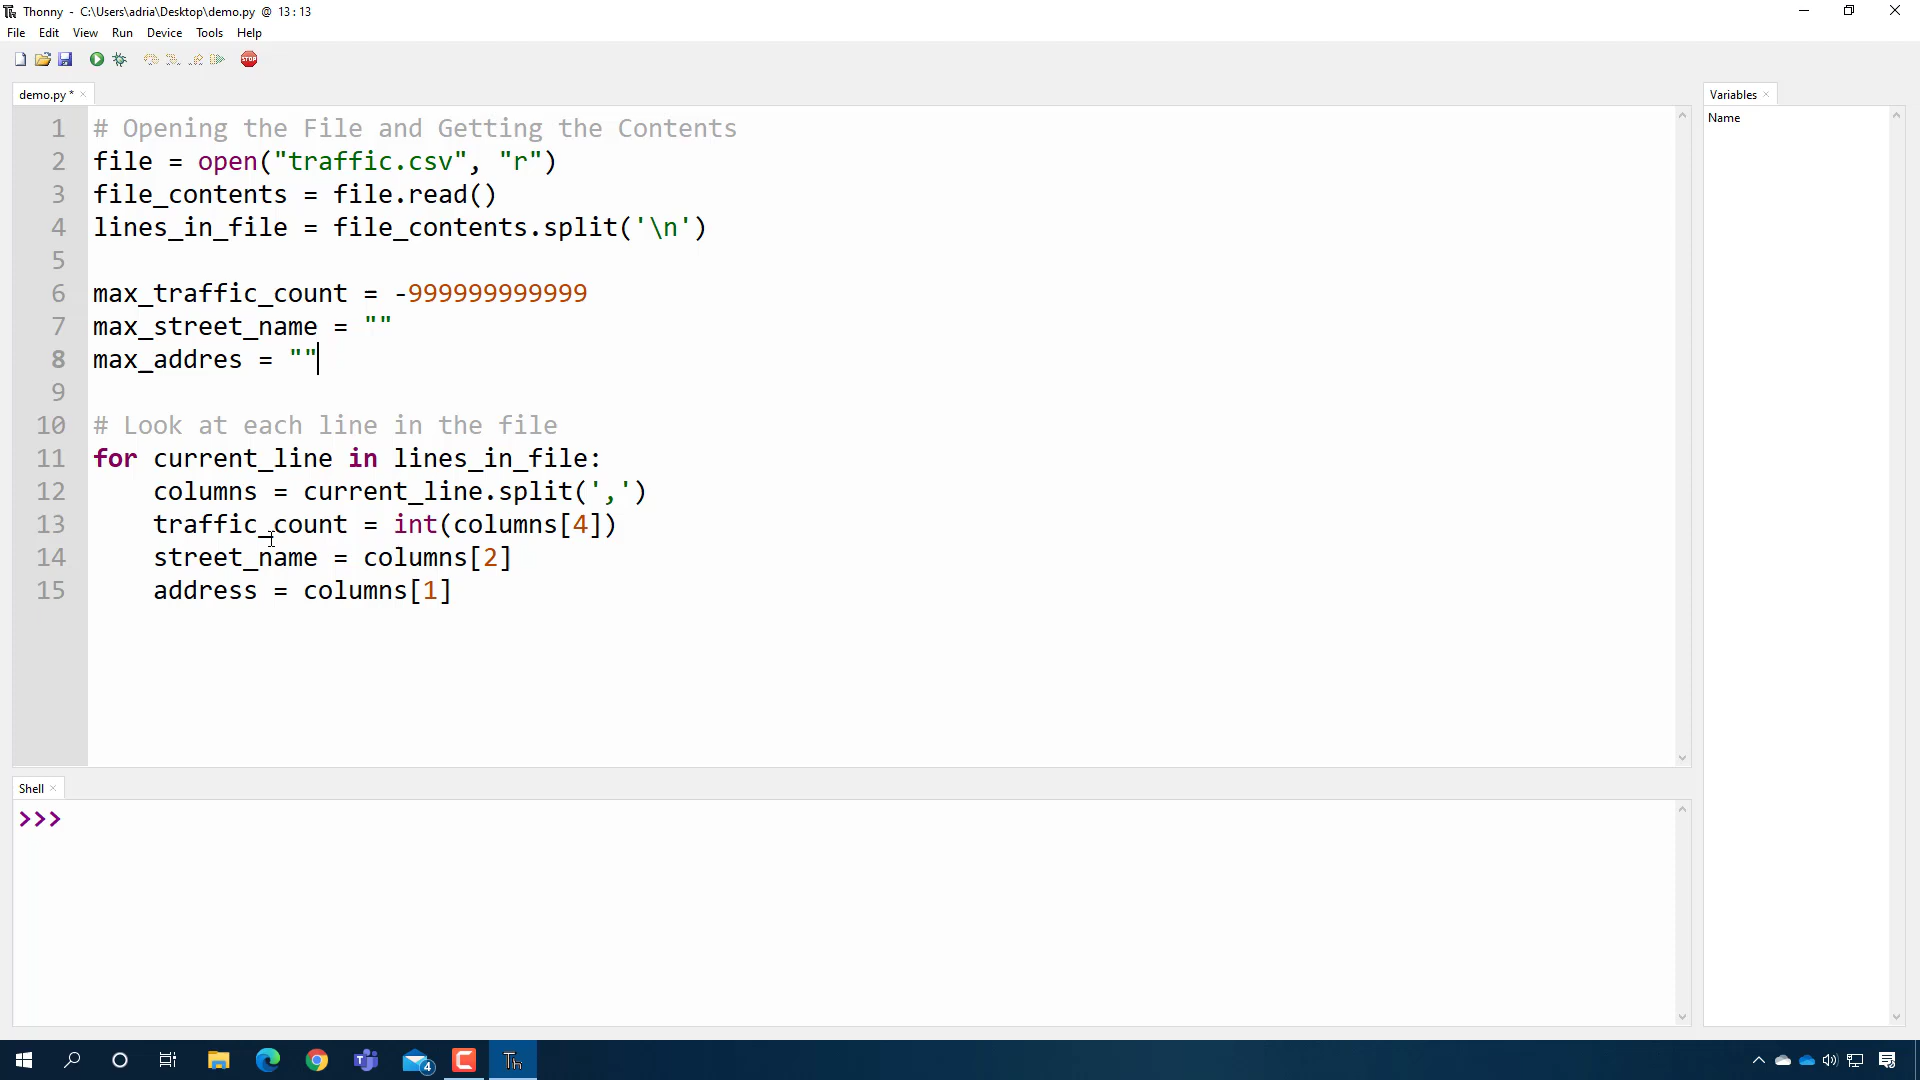 Thonny - C:\Users\adria\Desktop\demo.py @ 13 : 13
File Edit View Run Device Tools Help
STOP
demo.py * ×
Variables ×
Name
1 # Opening the File and Getting the Contents
2 file = open("traffic.csv", "r")
3 file_contents = file.read()
4 lines_in_file = file_contents.split('\n')
5
6 max_traffic_count = -999999999999
7 max_street_name = ""
8 max_addres = ""
9
10 # Look at each line in the file
11 for current_line in lines_in_file:
12     columns = current_line.split(',')
13     traffic_count = int(columns[4])
14     street_name = columns[2]
15     address = columns[1]
Shell ×
>>>
4
Th